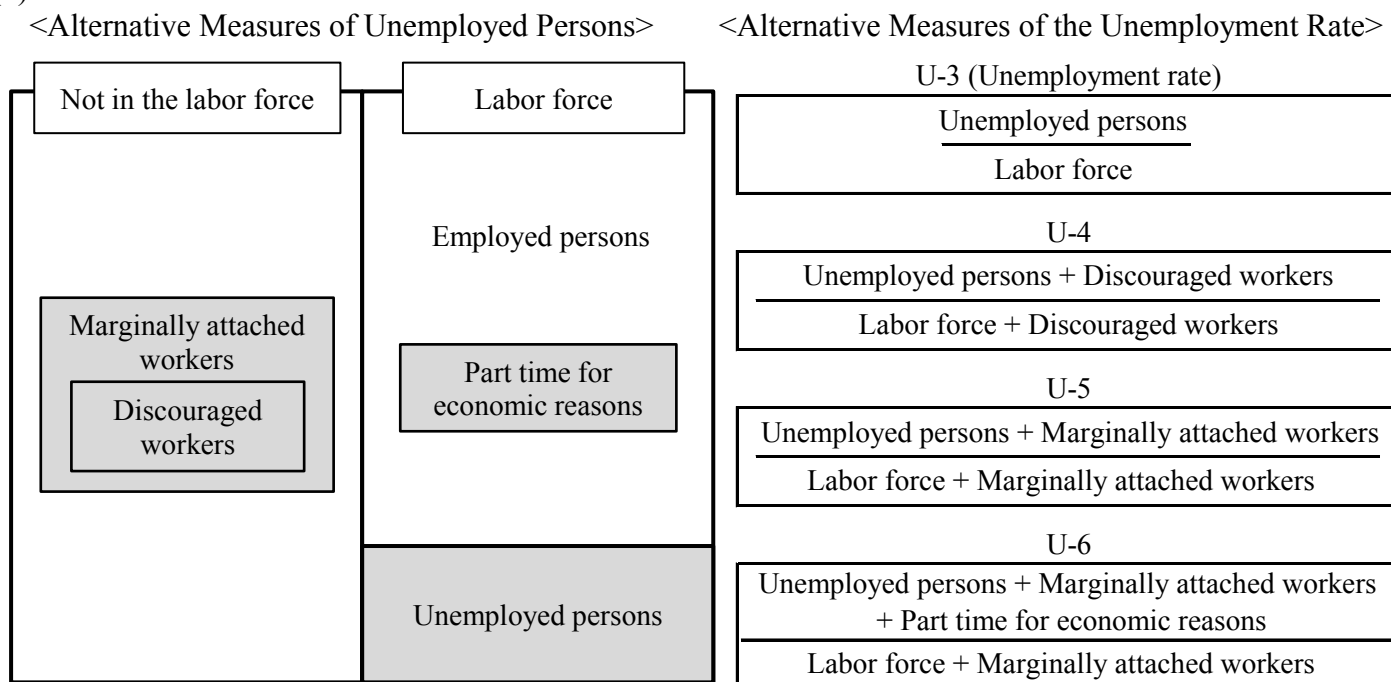 <Alternative Measures of Unemployed Persons>
<Alternative Measures of the Unemployment Rate>
Not in the labor force
Labor force
Employed persons
Marginally attached
workers
Discouraged
workers
Part time for
economic reasons
Unemployed persons
U-3 (Unemployment rate)
Unemployed persons
Labor force
U-4
Unemployed persons + Discouraged workers
Labor force + Discouraged workers
U-5
Unemployed persons + Marginally attached workers
Labor force + Marginally attached workers
U-6
Unemployed persons + Marginally attached workers
+ Part time for economic reasons
Labor force + Marginally attached workers